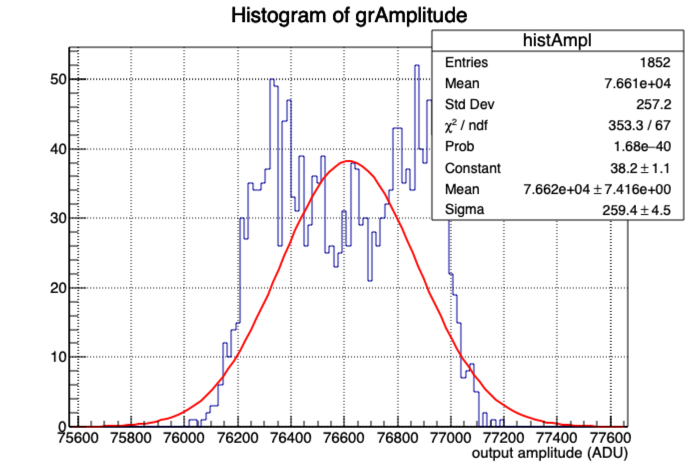 Histogram of grAmplitude
histAmpl
Entries 1852
Mean 7.661e+04
Std Dev 257.2
χ² / ndf 353.3 / 67
Prob 1.68e–40
Constant 38.2 ± 1.1
Mean 7.662e+04 ± 7.416e+00
Sigma 259.4 ± 4.5
50
40
30
20
10
0
75600 75800 76000 76200 76400 76600 76800 77000 77200 77400 77600
output amplitude (ADU)